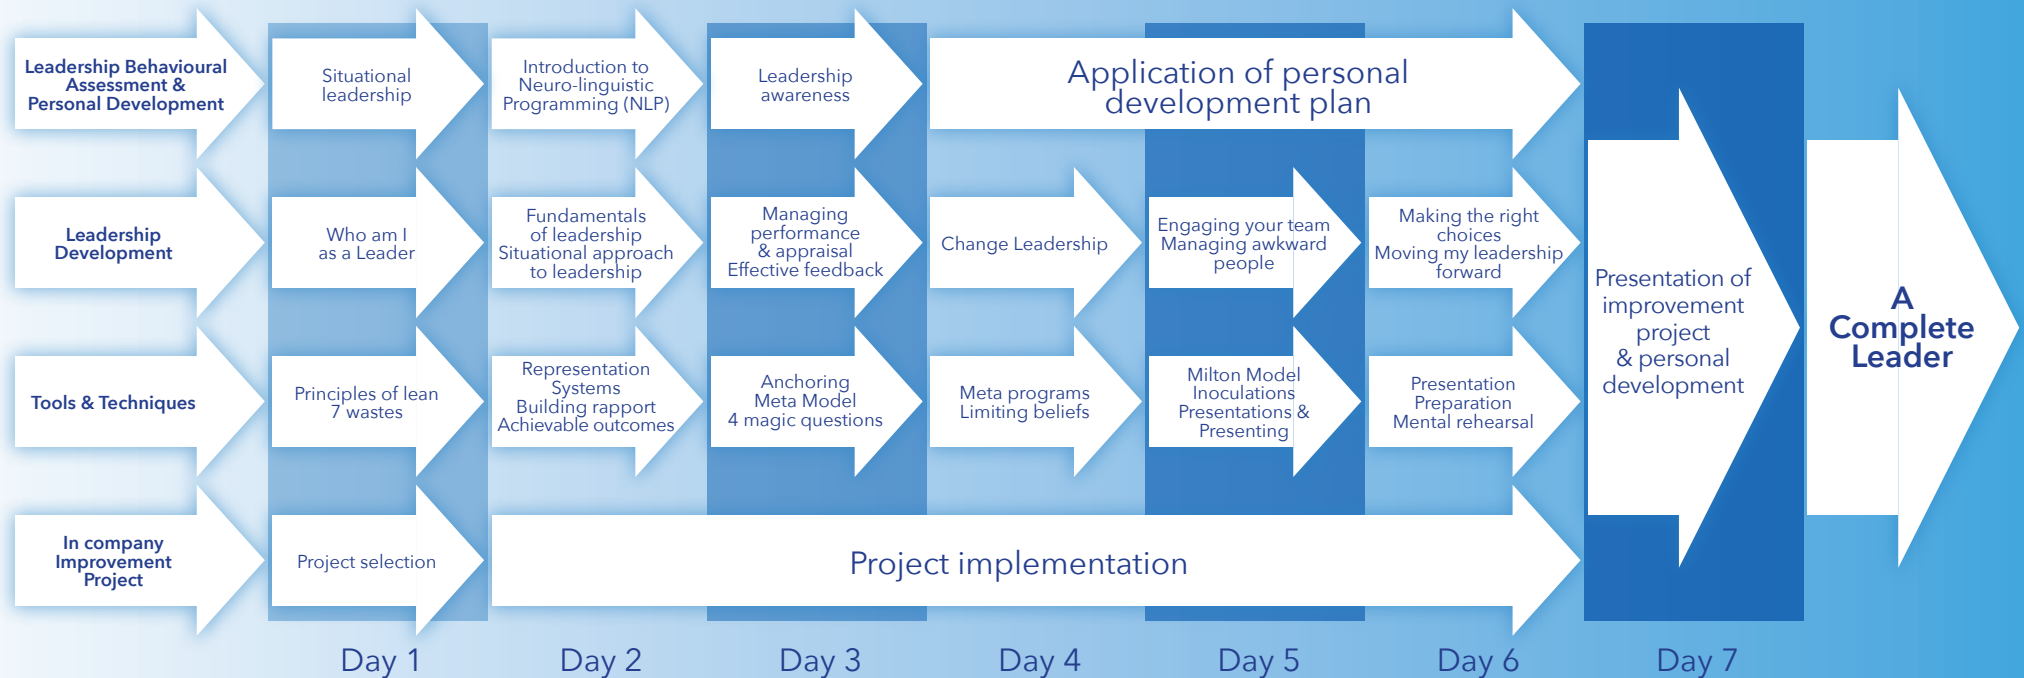 Leadership Behavioural
Assessment &
Personal Development
Situational
leadership
Introduction to
Neuro-linguistic
Programming (NLP)
Leadership
awareness
Application of personal
development plan
Leadership
Development
Who am I
as a Leader
Fundamentals
of leadership
Situational approach
to leadership
Managing
performance
& appraisal
Effective feedback
Change Leadership
Engaging your team
Managing awkward
people
Making the right
choices
Moving my leadership
forward
Tools & Techniques
Principles of lean
7 wastes
Representation
Systems
Building rapport
Achievable outcomes
Anchoring
Meta Model
4 magic questions
Meta programs
Limiting beliefs
Milton Model
Inoculations
Presentations &
Presenting
Presentation
Preparation
Mental rehearsal
In company
Improvement
Project
Project selection
Project implementation
Presentation of
improvement
project
& personal
development
A
Complete
Leader
Day 1
Day 2
Day 3
Day 4
Day 5
Day 6
Day 7